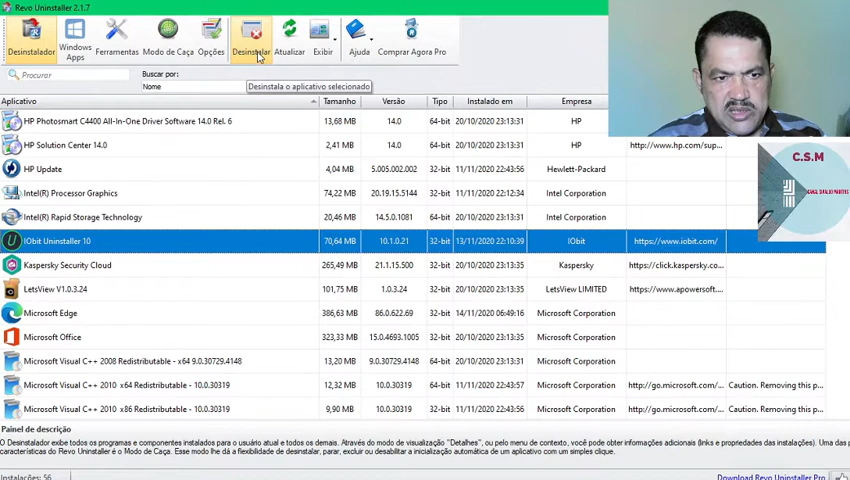 Revo Uninstaller 2.1.7
Desinstalador
Windows Apps
Ferramentas
Modo de Caça
Opções
Desinstalar
Atualizar
Exibir
Ajuda
Comprar Agora Pro
Procurar
Buscar por:
Nome
Desinstala o aplicativo selecionado
Aplicativo Tamanho Versão Tipo Instalado em Empresa
HP Photosmart C4400 All-In-One Driver Software 14.0 Rel. 6 13,68 MB 14.0 64-bit 20/10/2020 23:13:31 HP
HP Solution Center 14.0 2,41 MB 14.0 64-bit 20/10/2020 23:13:31 HP http://www.hp.com/sup...
HP Update 4,04 MB 5.005.002.002 32-bit 11/11/2020 22:43:56 Hewlett-Packard
Intel(R) Processor Graphics 74,22 MB 20.19.15.5144 32-bit 11/11/2020 22:12:34 Intel Corporation
Intel(R) Rapid Storage Technology 20,46 MB 14.5.0.1081 64-bit 20/10/2020 23:13:31 Intel Corporation
IObit Uninstaller 10 70,64 MB 10.1.0.21 32-bit 13/11/2020 22:10:39 IObit https://www.iobit.com/
Kaspersky Security Cloud 265,49 MB 21.1.15.500 32-bit 20/10/2020 23:13:35 Kaspersky https://click.kaspersky.co...
LetsView V1.0.3.24 101,75 MB 1.0.3.24 32-bit 20/10/2020 23:13:35 LetsView LIMITED https://www.apowersoft....
Microsoft Edge 386,63 MB 86.0.622.69 32-bit 14/11/2020 06:49:16 Microsoft Corporation
Microsoft Office 323,33 MB 15.0.4693.1005 32-bit 20/10/2020 23:13:35 Microsoft Corporation
Microsoft Visual C++ 2008 Redistributable - x64 9.0.30729.4148 13,20 MB 9.0.30729.4148 64-bit 20/10/2020 23:13:31 Microsoft Corporation
Microsoft Visual C++ 2010 x64 Redistributable - 10.0.30319 12,32 MB 10.0.30319 64-bit 11/11/2020 22:43:57 Microsoft Corporation http://go.microsoft.com/... Caution. Removing this p...
Microsoft Visual C++ 2010 x86 Redistributable - 10.0.30319 9,90 MB 10.0.30319 32-bit 11/11/2020 22:43:56 Microsoft Corporation http://go.microsoft.com/... Caution. Removing this p...
C.S.M
Painel de descrição
O Desinstalador exibe todos os programas e componentes instalados para o usuário atual e todos os demais. Através do modo de visualização "Detalhes", ou pelo menu de contexto, você pode obter informações adicionais (links e propriedades das instalações). Uma das p
características do Revo Uninstaller é o Modo de Caça. Esse modo lhe dá a flexibilidade de desinstalar, parar, excluir ou desabilitar a inicialização automática de um aplicativo com um simples clique.
Instalações: 56
Download Revo Uninstaller Pro